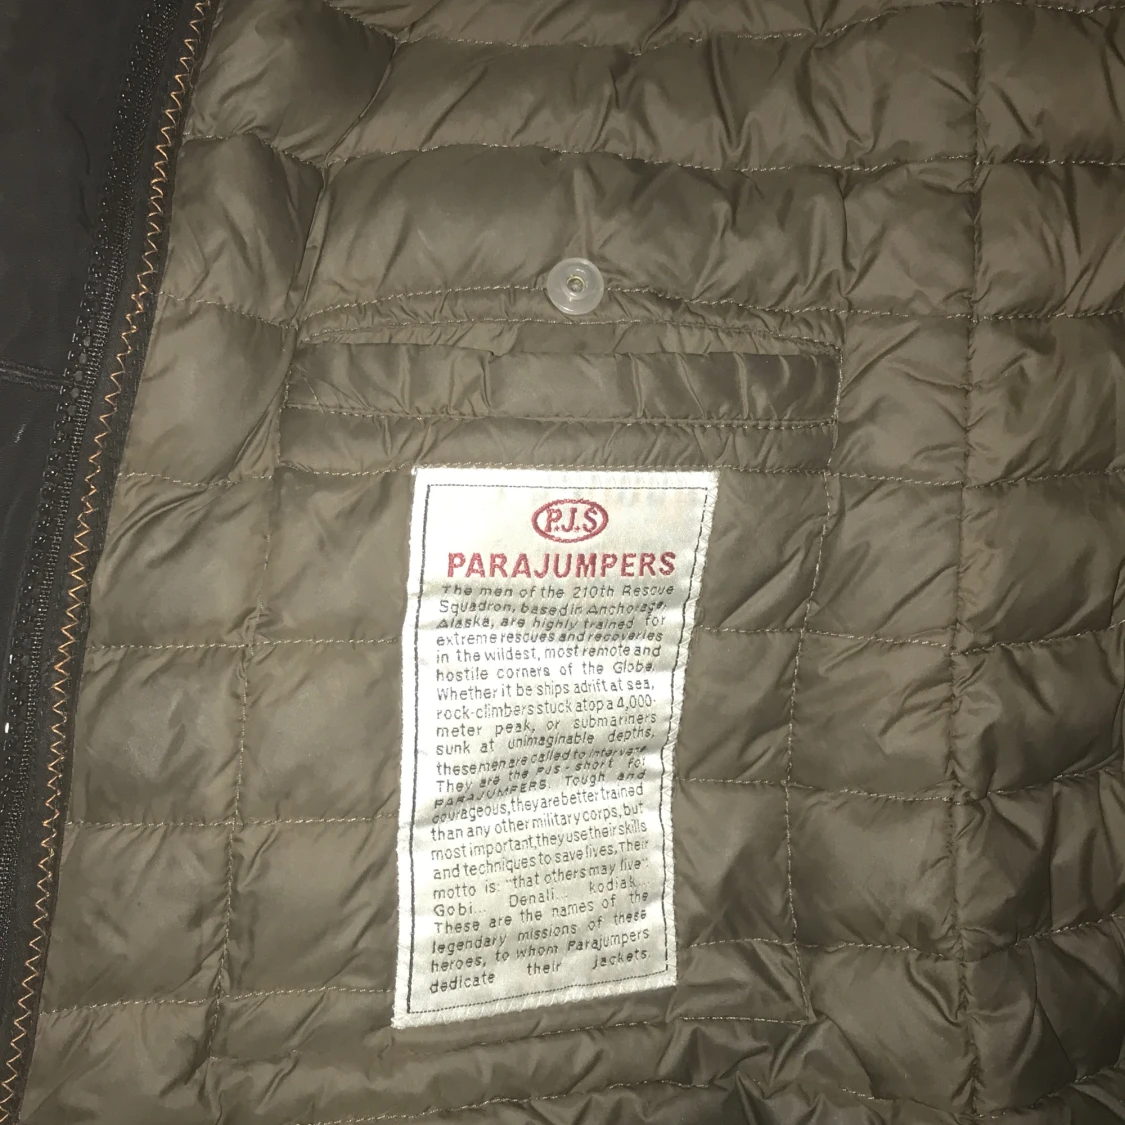 P.J.S
PARAJUMPERS
The men of the 210th Rescue
Squadron, based in Anchorage,
Alaska, are highly trained for
extreme rescues and recoveries
in the wildest, most remote and
hostile corners of the Globe.
Whether it be ships adrift at sea,
rock-climbers stuck atop a 4,000-
meter peak, or submariners
sunk at unimaginable depths,
these men are called to intervene
They are the PJs - short for
PARAJUMPERS. Tough and
courageous, they are better trained
than any other military corps, but
most important, they use their skills
and techniques to save lives. Their
motto is: "that others may live".
Gobi... Denali... kodiak...
These are the names of the
legendary missions of these
heroes, to whom Parajumpers
dedicate their jackets